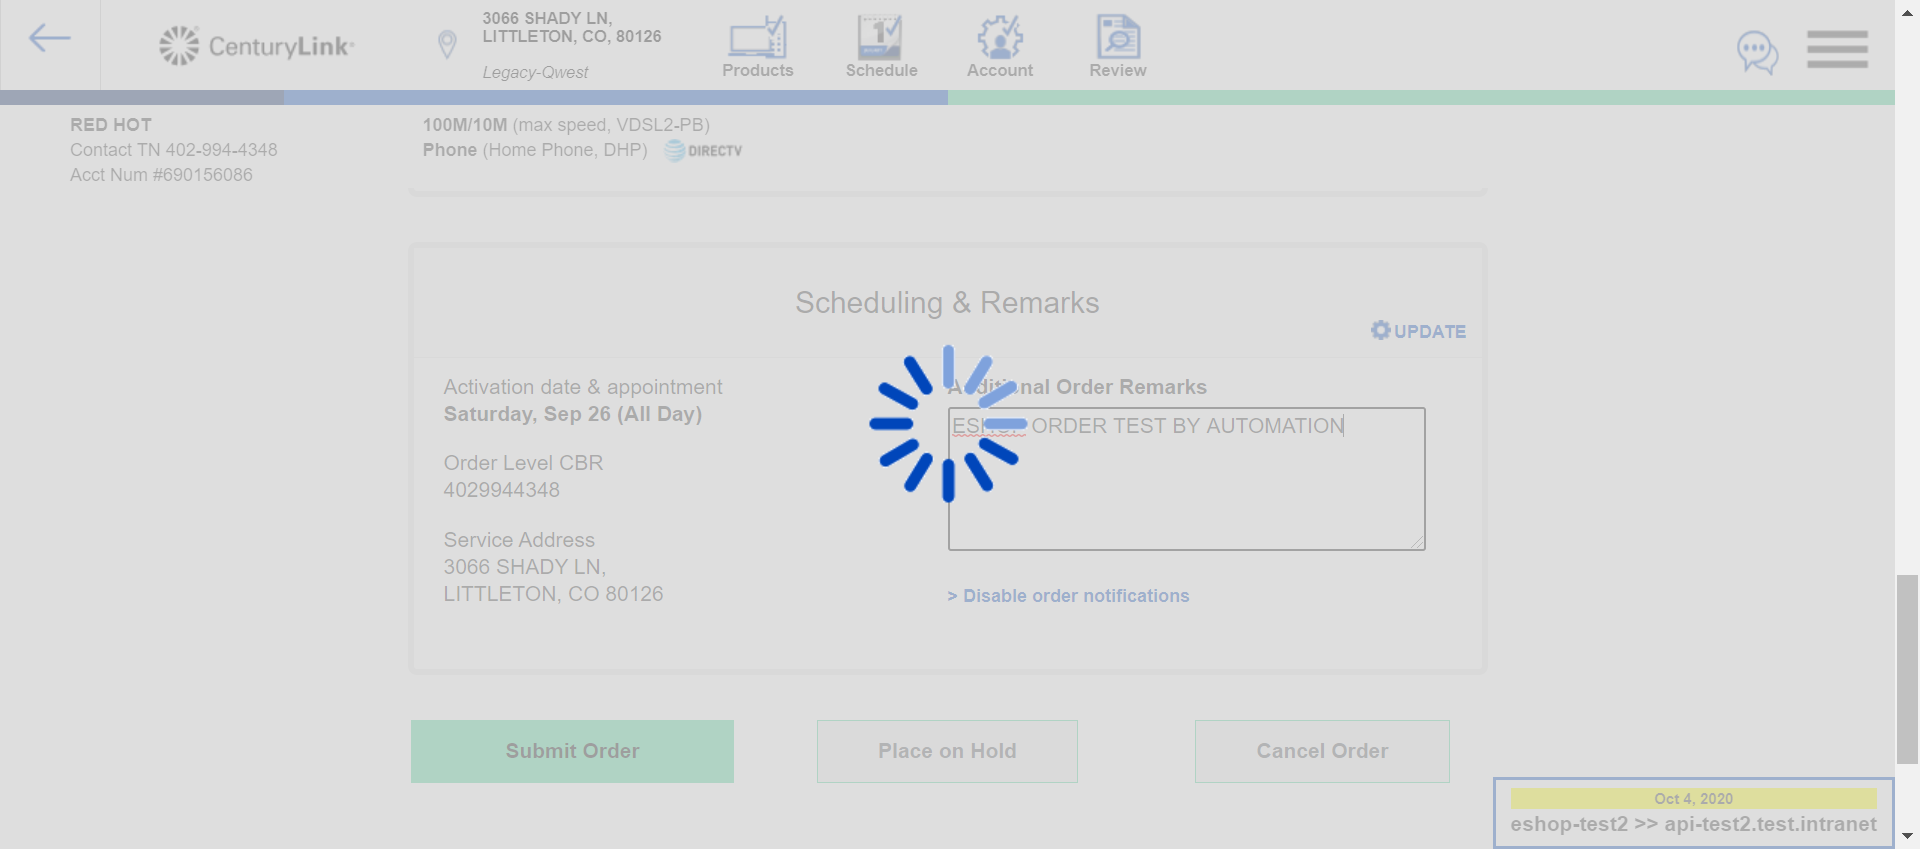 CenturyLink
3066 SHADY LN,
LITTLETON, CO, 80126
Legacy-Qwest
1
Products
Schedule
Account
Review
RED HOT
Contact TN 402-994-4348
Acct Num #690156086
100M/10M (max speed, VDSL2-PB)
Phone (Home Phone, DHP) DIRECTV
Scheduling & Remarks
UPDATE
Activation date & appointment
Saturday, Sep 26 (All Day)
Order Level CBR
4029944348
Service Address
3066 SHADY LN,
LITTLETON, CO 80126
Additional Order Remarks
ESHOP ORDER TEST BY AUTOMATION
> Disable order notifications
Submit Order
Place on Hold
Cancel Order
Oct 4, 2020
eshop-test2 >> api-test2.test.intranet